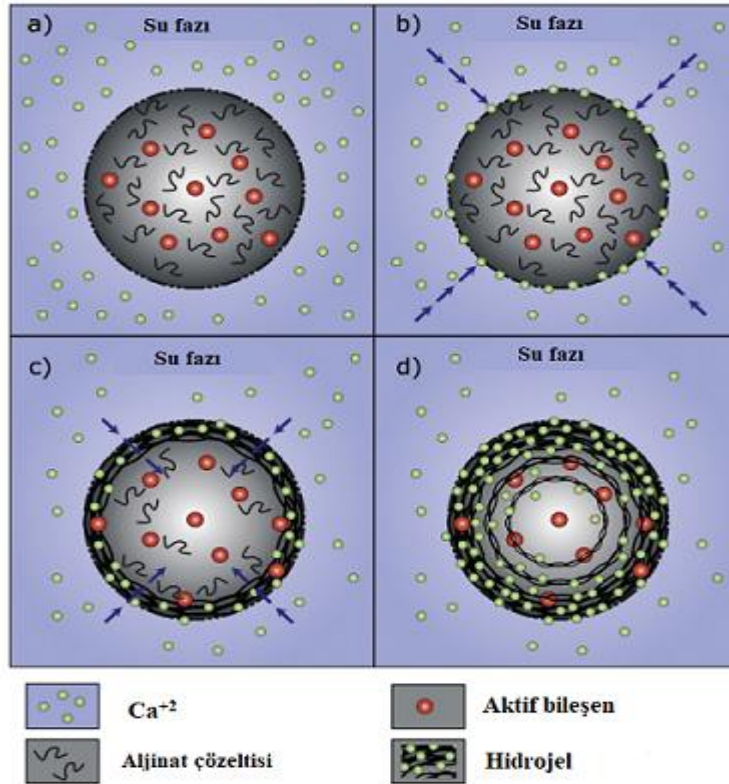 a)
Su fazı
b)
Su fazı
c)
Su fazı
d)
Su fazı
Ca+2
Aktif bileşen
Aljinat çözeltisi
Hidrojel